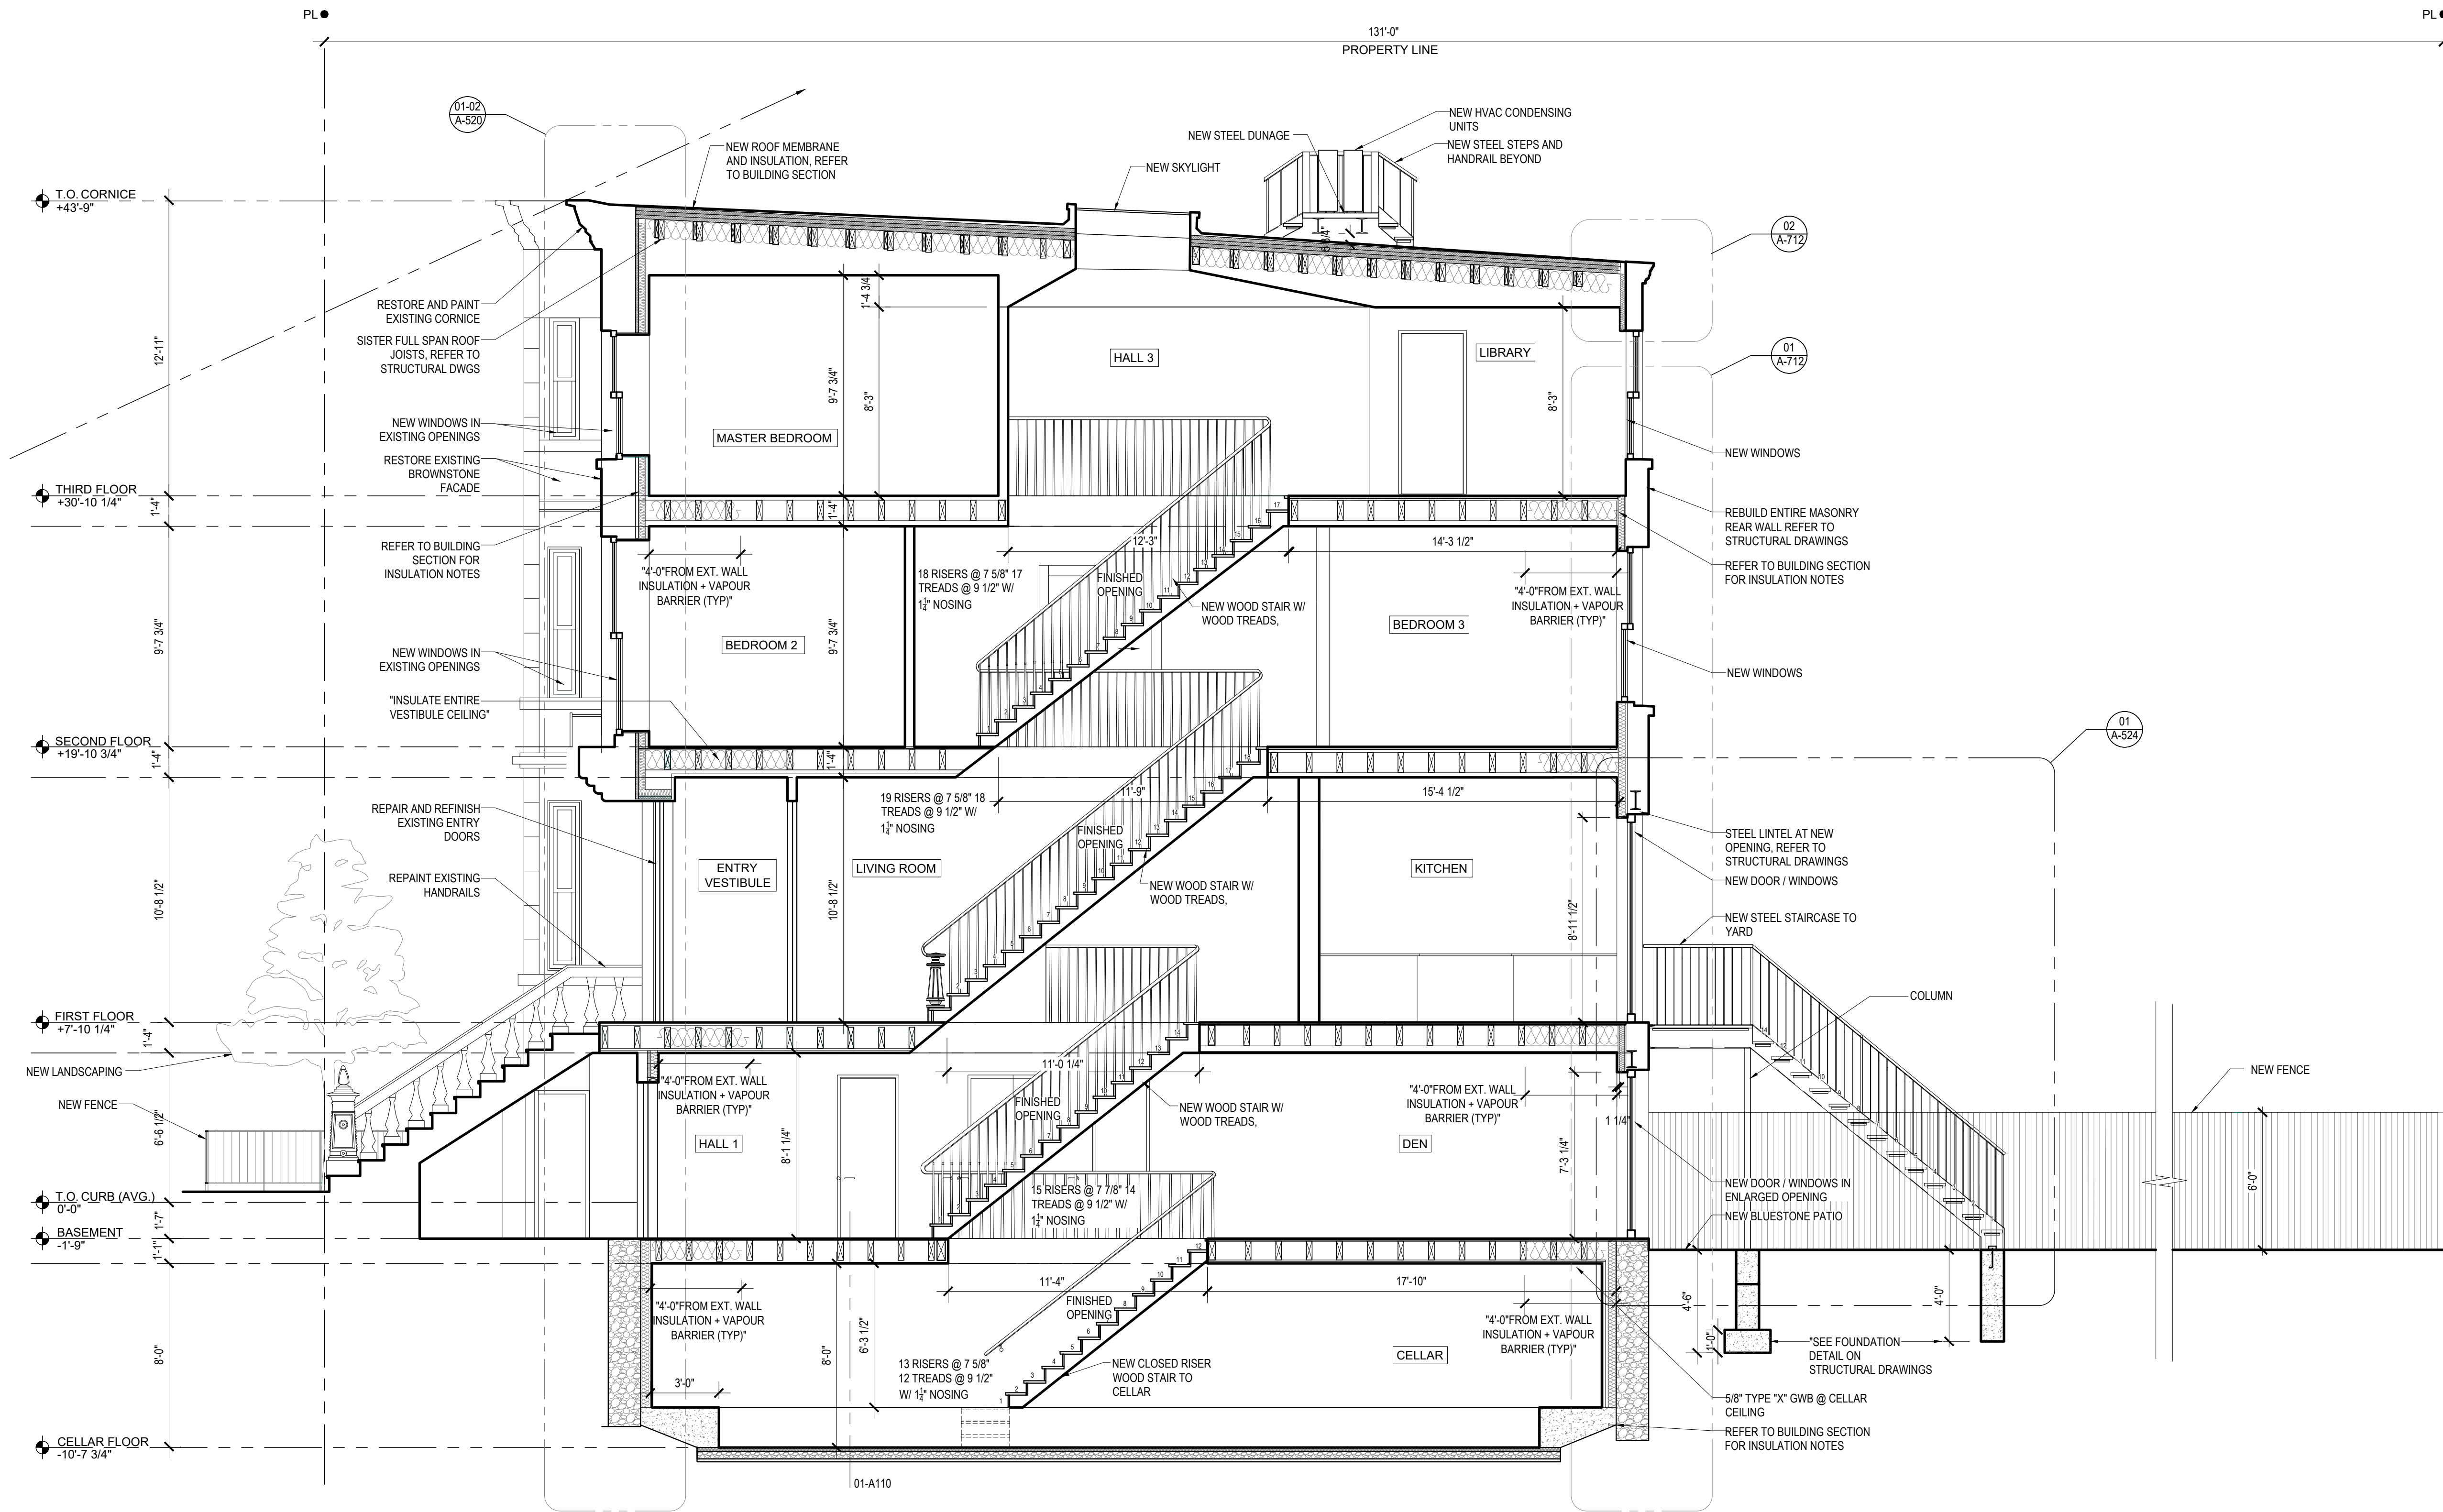 PL
PL
131'-0"
PROPERTY LINE
01-02
A-520
NEW ROOF MEMBRANE
AND INSULATION, REFER
TO BUILDING SECTION
NEW SKYLIGHT
NEW STEEL DUNAGE
NEW HVAC CONDENSING
UNITS
NEW STEEL STEPS AND
HANDRAIL BEYOND
5 3/4"
02
A-712
01
A-712
01
A-524
T.O. CORNICE
+43'-9"
12'-11"
THIRD FLOOR
+30'-10 1/4"
1'-4"
9'-7 3/4"
SECOND FLOOR
+19'-10 3/4"
1'-4"
10'-8 1/2"
FIRST FLOOR
+7'-10 1/4"
1'-4"
6'-6 1/2"
T.O. CURB (AVG.)
0'-0"
1'-7"
BASEMENT
-1'-9"
1'-1"
8'-0"
CELLAR FLOOR
-10'-7 3/4"
RESTORE AND PAINT
EXISTING CORNICE
SISTER FULL SPAN ROOF
JOISTS, REFER TO
STRUCTURAL DWGS
NEW WINDOWS IN
EXISTING OPENINGS
RESTORE EXISTING
BROWNSTONE
FACADE
REFER TO BUILDING
SECTION FOR
INSULATION NOTES
NEW WINDOWS IN
EXISTING OPENINGS
"INSULATE ENTIRE
VESTIBULE CEILING"
REPAIR AND REFINISH
EXISTING ENTRY
DOORS
REPAINT EXISTING
HANDRAILS
NEW LANDSCAPING
NEW FENCE
MASTER BEDROOM
9'-7 3/4"
1'-4 3/4"
8'-3"
HALL 3
LIBRARY
8'-3"
1'-4"
12'-3"
14'-3 1/2"
"4'-0"FROM EXT. WALL
INSULATION + VAPOUR
BARRIER (TYP)"
18 RISERS @ 7 5/8" 17
TREADS @ 9 1/2" W/
1 1/4" NOSING
FINISHED
OPENING
NEW WOOD STAIR W/
WOOD TREADS,
"4'-0"FROM EXT. WALL
INSULATION + VAPOUR
BARRIER (TYP)"
BEDROOM 2
9'-7 3/4"
BEDROOM 3
1'-4"
11'-9"
15'-4 1/2"
19 RISERS @ 7 5/8" 18
TREADS @ 9 1/2" W/
1 1/4" NOSING
FINISHED
OPENING
ENTRY
VESTIBULE
LIVING ROOM
10'-8 1/2"
NEW WOOD STAIR W/
WOOD TREADS,
KITCHEN
8'-11 1/2"
11'-0 1/4"
"4'-0"FROM EXT. WALL
INSULATION + VAPOUR
BARRIER (TYP)"
FINISHED
OPENING
NEW WOOD STAIR W/
WOOD TREADS,
"4'-0"FROM EXT. WALL
INSULATION + VAPOUR
BARRIER (TYP)"
1 1/4"
HALL 1
8'-1 1/4"
DEN
7'-3 1/4"
15 RISERS @ 7 7/8" 14
TREADS @ 9 1/2" W/
1 1/4" NOSING
11'-4"
17'-10"
"4'-0"FROM EXT. WALL
INSULATION + VAPOUR
BARRIER (TYP)"
FINISHED
OPENING
"4'-0"FROM EXT. WALL
INSULATION + VAPOUR
BARRIER (TYP)"
8'-0"
6'-3 1/2"
3'-0"
13 RISERS @ 7 5/8"
12 TREADS @ 9 1/2"
W/ 1 1/4" NOSING
NEW CLOSED RISER
WOOD STAIR TO
CELLAR
CELLAR
01-A110
NEW WINDOWS
REBUILD ENTIRE MASONRY
REAR WALL REFER TO
STRUCTURAL DRAWINGS
REFER TO BUILDING SECTION
FOR INSULATION NOTES
NEW WINDOWS
STEEL LINTEL AT NEW
OPENING, REFER TO
STRUCTURAL DRAWINGS
NEW DOOR / WINDOWS
NEW STEEL STAIRCASE TO
YARD
COLUMN
NEW FENCE
NEW DOOR / WINDOWS IN
ENLARGED OPENING
NEW BLUESTONE PATIO
6'-0"
4'-6"
1'-0"
4'-0"
"SEE FOUNDATION
DETAIL ON
STRUCTURAL DRAWINGS
5/8" TYPE "X" GWB @ CELLAR
CEILING
REFER TO BUILDING SECTION
FOR INSULATION NOTES